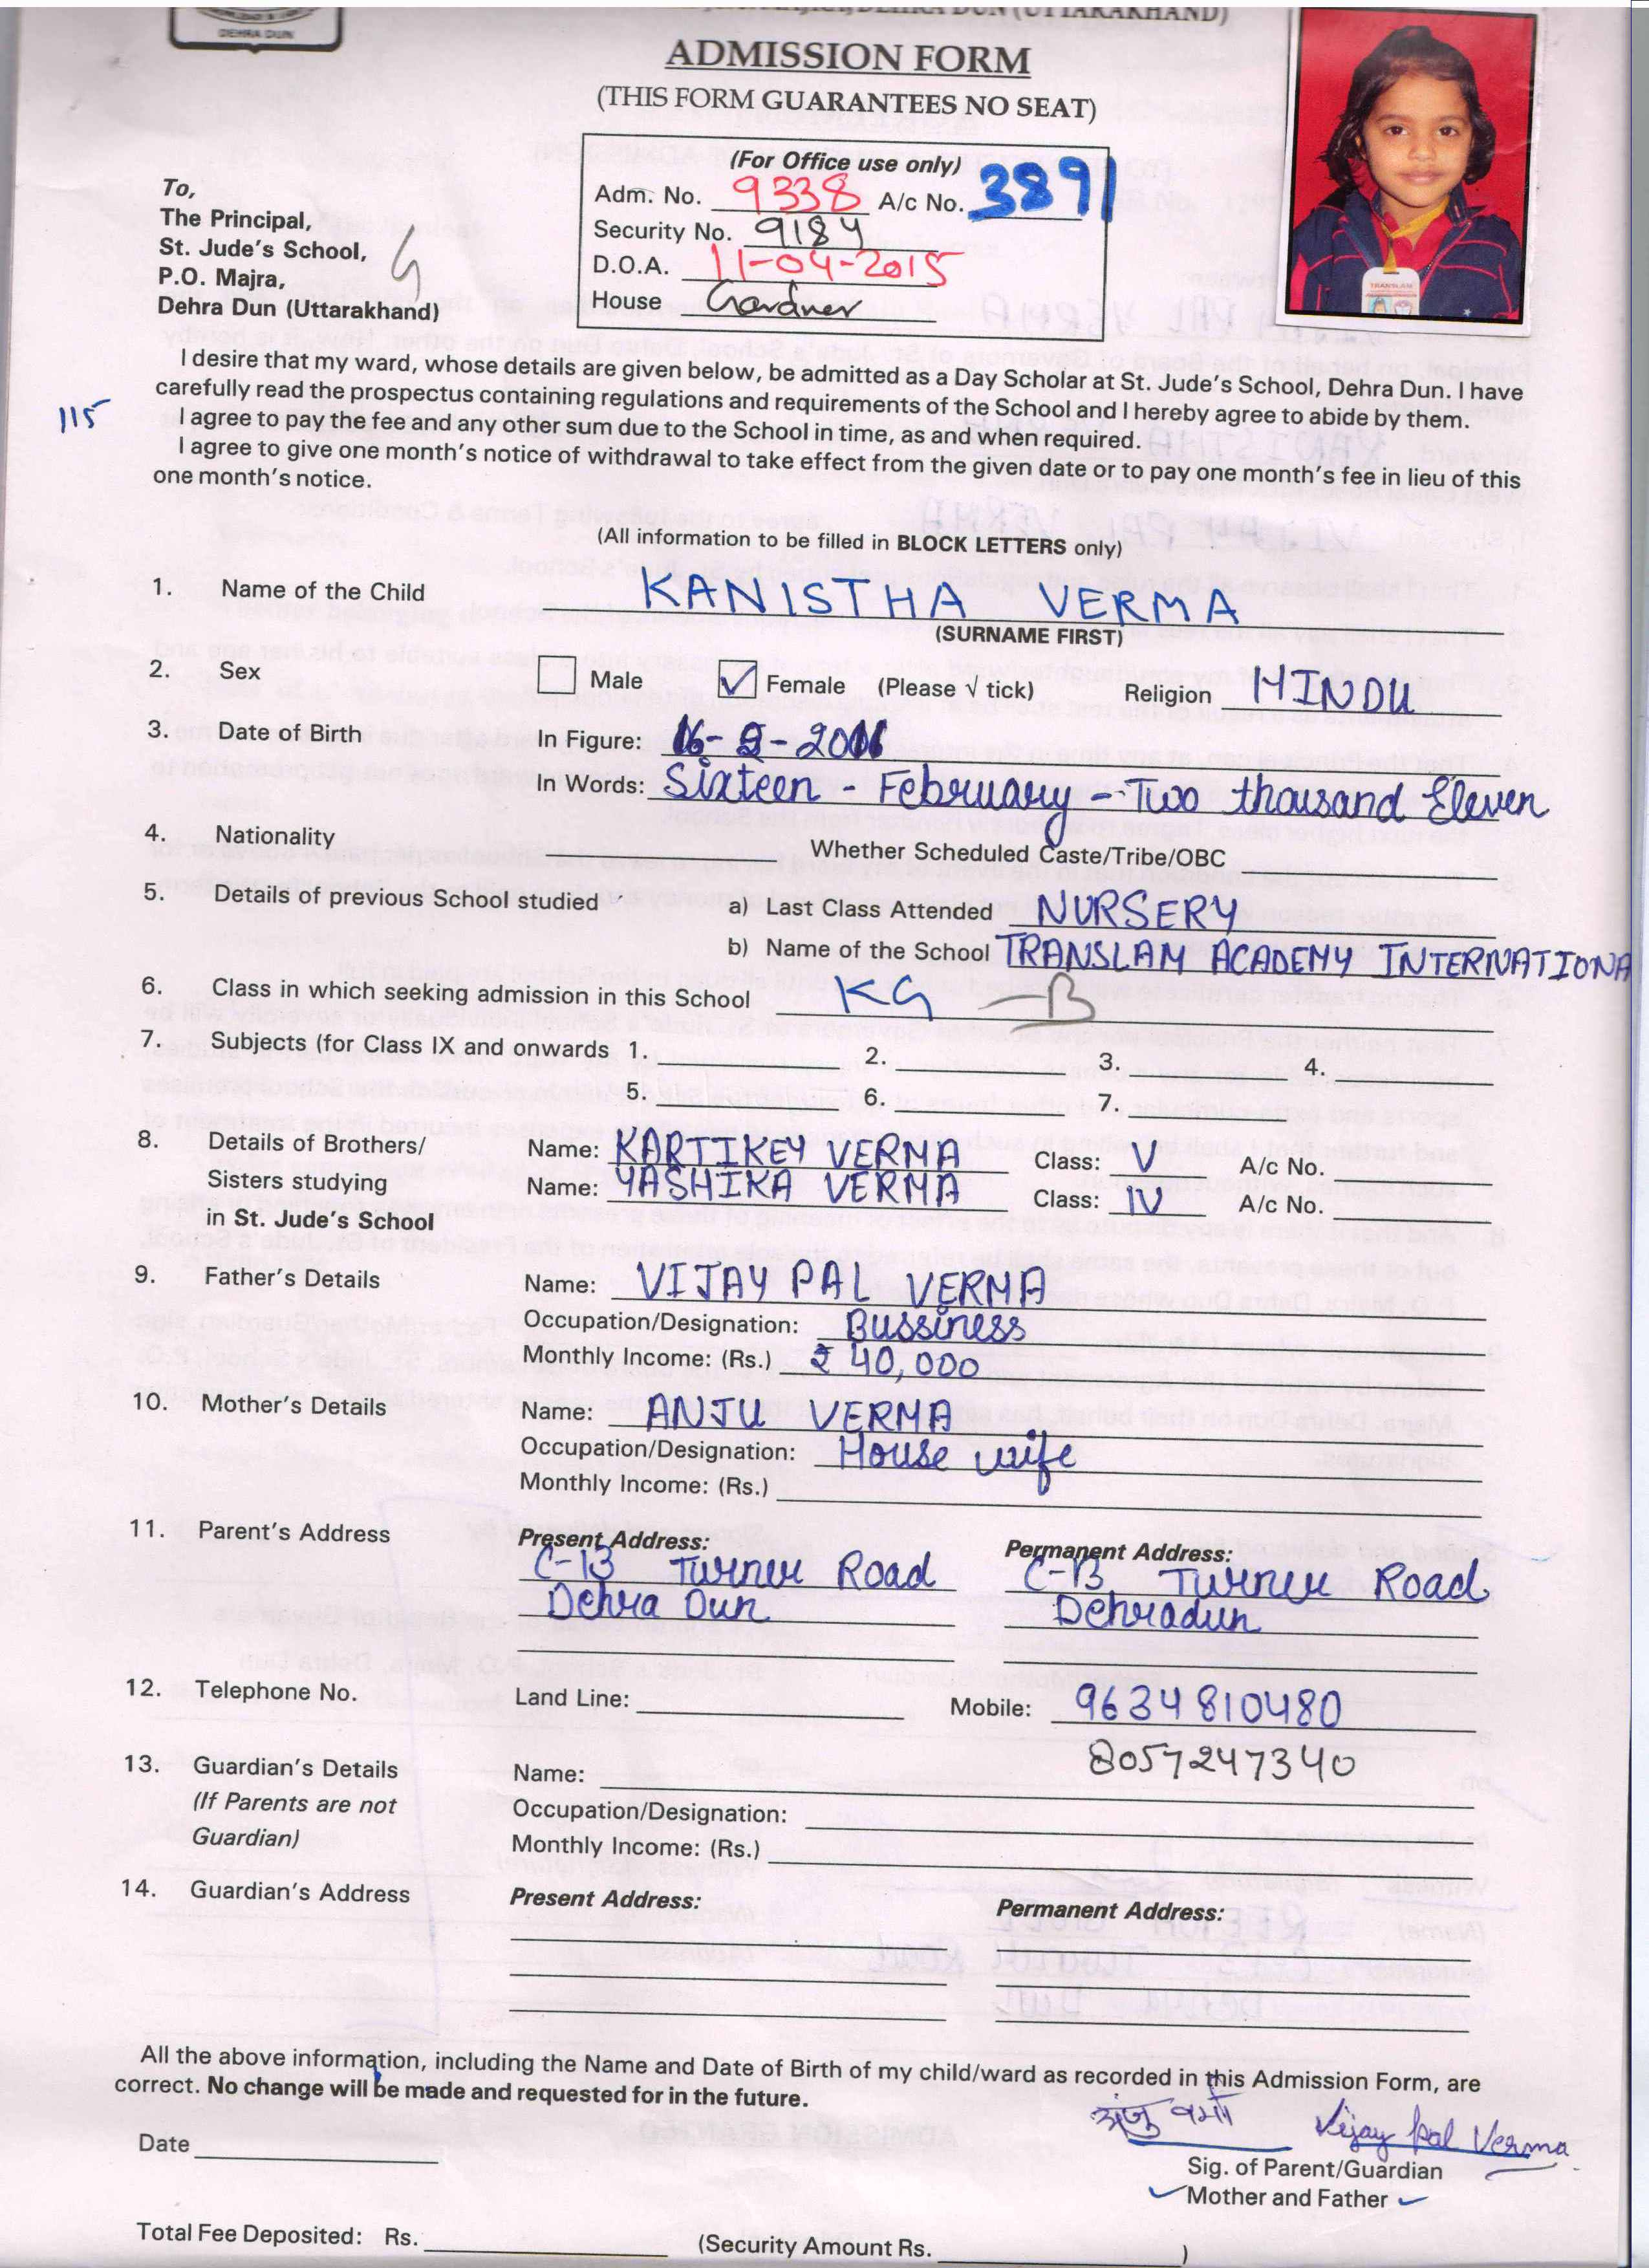 DEHRA DUN
DEHRA DUN (UTTARAKHAND)
ADMISSION FORM
(THIS FORM GUARANTEES NO SEAT)
(For Office use only)
Adm. No. 9338 A/c No. 3891
Security No. 9184
D.O.A. 11-04-2015
House Gardner
TRANSLAM
To,
The Principal,
St. Jude's School,
P.O. Majra,
Dehra Dun (Uttarakhand)
I desire that my ward, whose details are given below, be admitted as a Day Scholar at St. Jude's School, Dehra Dun. I have
carefully read the prospectus containing regulations and requirements of the School and I hereby agree to abide by them.
115
I agree to pay the fee and any other sum due to the School in time, as and when required.
I agree to give one month's notice of withdrawal to take effect from the given date or to pay one month's fee in lieu of this
one month's notice.
(All information to be filled in BLOCK LETTERS only)
1. Name of the Child KANISTHA VERMA
(SURNAME FIRST)
2. Sex Male Female (Please √ tick) Religion HINDU
3. Date of Birth In Figure: 16-2-2011
In Words: Sixteen - February - Two thousand Eleven
4. Nationality Whether Scheduled Caste/Tribe/OBC
5. Details of previous School studied a) Last Class Attended NURSERY
b) Name of the School TRANSLAM ACADEMY INTERNATIONA
6. Class in which seeking admission in this School KG - B
7. Subjects (for Class IX and onwards 1. 2. 3. 4.
5. 6. 7.
8. Details of Brothers/ Name: KARTIKEY VERMA Class: V A/c No.
Sisters studying Name: YASHIKA VERMA Class: IV A/c No.
in St. Jude's School
9. Father's Details Name: VIJAY PAL VERMA
Occupation/Designation: Bussiness
Monthly Income: (Rs.) ₹ 40,000
10. Mother's Details Name: ANJU VERMA
Occupation/Designation: House wife
Monthly Income: (Rs.)
11. Parent's Address Present Address: Permanent Address:
C-13 Turner Road C-13, Turner Road
Dehra Dun Dehradun
12. Telephone No. Land Line: Mobile: 9634810480
8057247340
13. Guardian's Details Name:
(If Parents are not Occupation/Designation:
Guardian) Monthly Income: (Rs.)
14. Guardian's Address Present Address: Permanent Address:
All the above information, including the Name and Date of Birth of my child/ward as recorded in this Admission Form, are
correct. No change will be made and requested for in the future.
अंजु वर्मा Vijay Pal Verma
Date
Sig. of Parent/Guardian
Mother and Father
Total Fee Deposited: Rs. (Security Amount Rs. )